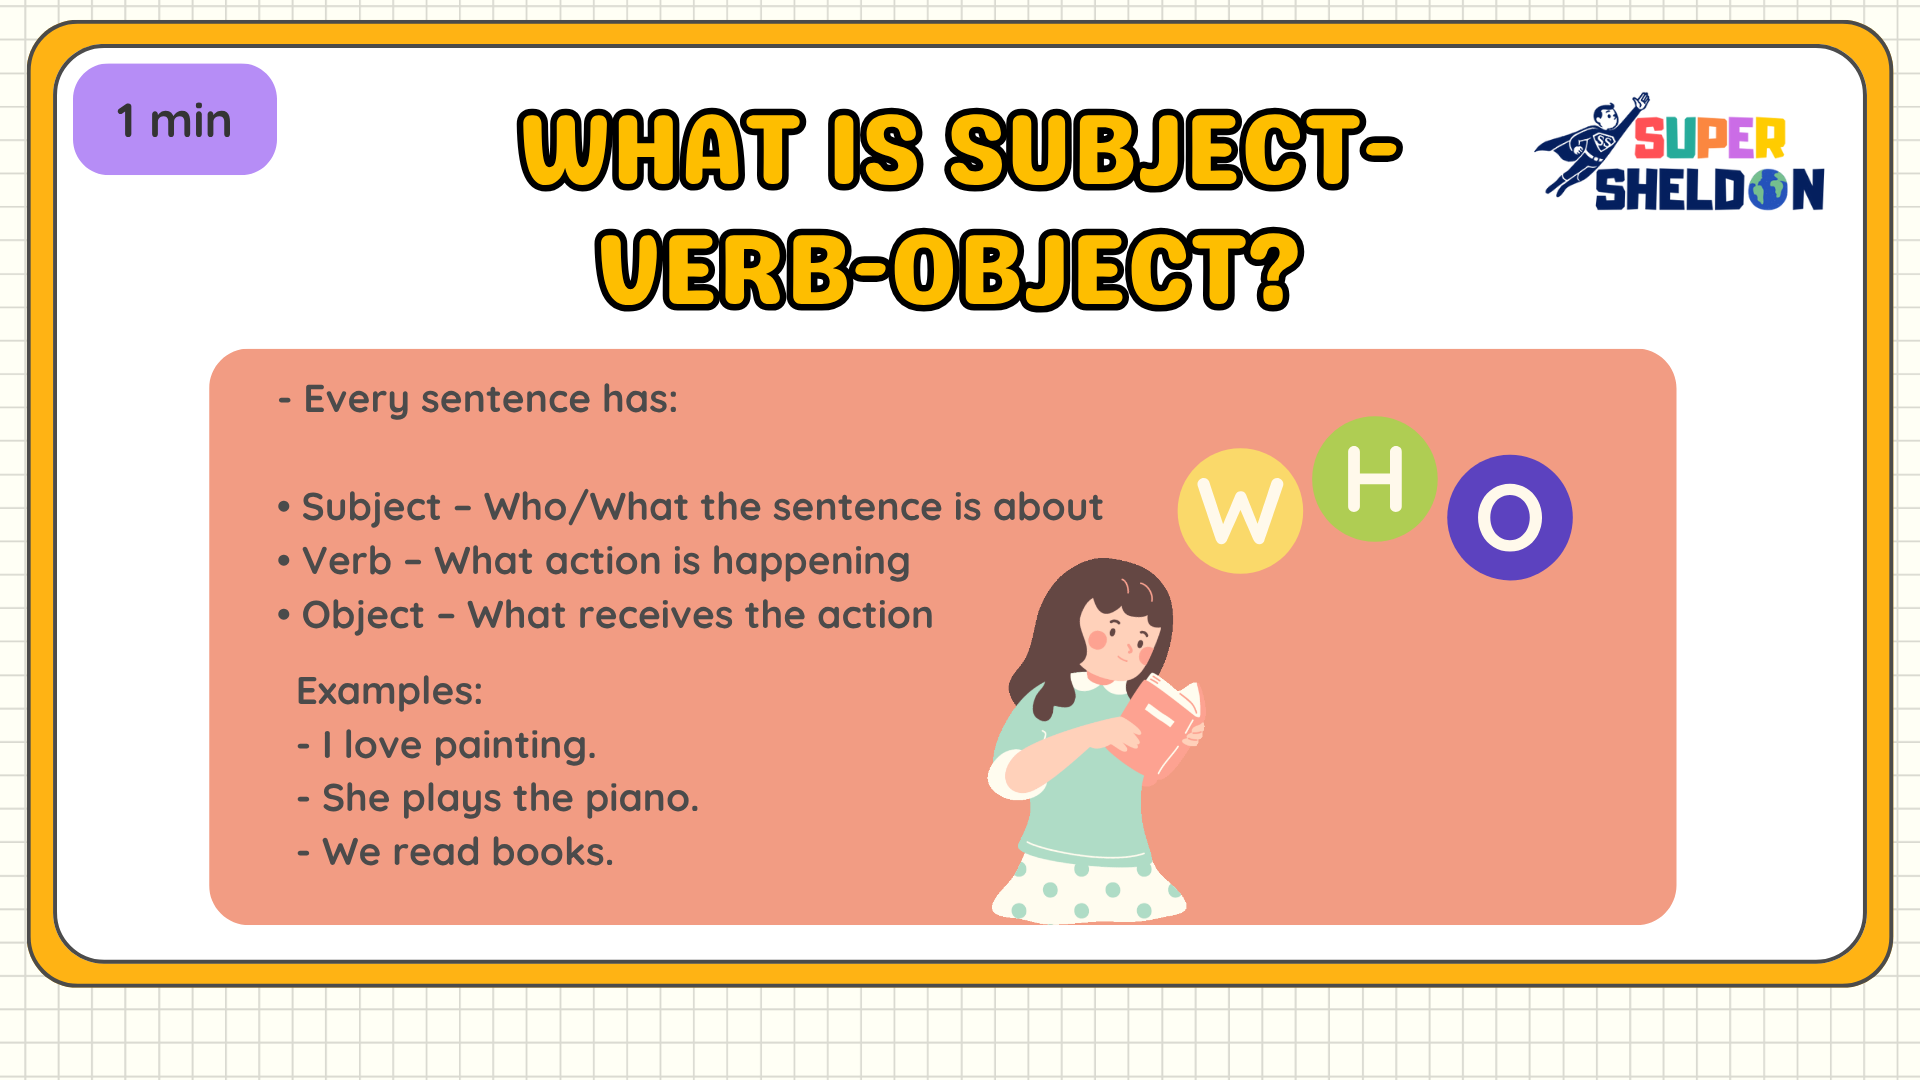 1 min
WHAT IS SUBJECT-
VERB-OBJECT?
SUPER
SHELDON
- Every sentence has:
• Subject – Who/What the sentence is about
• Verb – What action is happening
• Object – What receives the action
W H O
Examples:
- I love painting.
- She plays the piano.
- We read books.